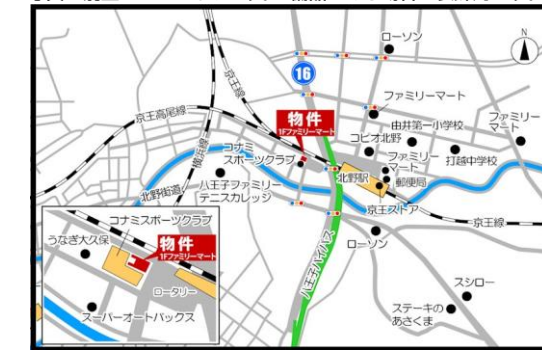 ローソン
N
16
京王線
ファミリーマート
京王高尾線
物件
1Fファミリーマート
由井第一小学校
ファミリー
マート
コピオ北野
横浜線
コナミ
スポーツクラブ
ファミリー
マート
打越中学校
北野駅
郵便局
北野街道
八王子ファミリー
テニスカレッジ
京王ストア
京王線
コナミスポーツクラブ
ローソン
うなぎ大久保
物件
1Fファミリーマート
八王子バイパス
ロータリー
スシロー
スーパーオートバックス
ステーキの
あさくま